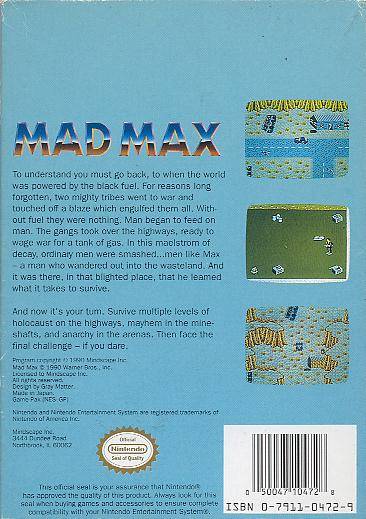 MAD MAX
To understand you must go back, to when the world
was powered by the black fuel. For reasons long
forgotten, two mighty tribes went to war and
touched off a blaze which engulfed them all. With-
out fuel they were nothing. Man began to feed on
man. The gangs took over the highways, ready to
wage war for a tank of gas. In this maelstrom of
decay, ordinary men were smashed...men like Max
– a man who wandered out into the wasteland. And
it was there, in that blighted place, that he learned
what it takes to survive.
And now it's your turn. Survive multiple levels of
holocaust on the highways, mayhem in the mine-
shafts, and anarchy in the arenas. Then face the
final challenge – if you dare.
Program copyright © 1990 Mindscape Inc.
Mad Max © 1990 Warner Bros., Inc.
Licensed to Mindscape Inc.
All rights reserved.
Design by Gray Matter.
Made in Japan.
Game Pak (NES-GP)
Nintendo and Nintendo Entertainment System are registered trademarks of
Nintendo of America Inc.
Mindscape Inc.
3444 Dundee Road
Northbrook, IL 60062
Official
Nintendo
Seal of Quality
This official seal is your assurance that Nintendo®
has approved the quality of this product. Always look for this
seal when buying games and accessories to ensure complete
compatibility with your Nintendo Entertainment System®.
0 50047 10472 8
ISBN 0-7911-0472-9